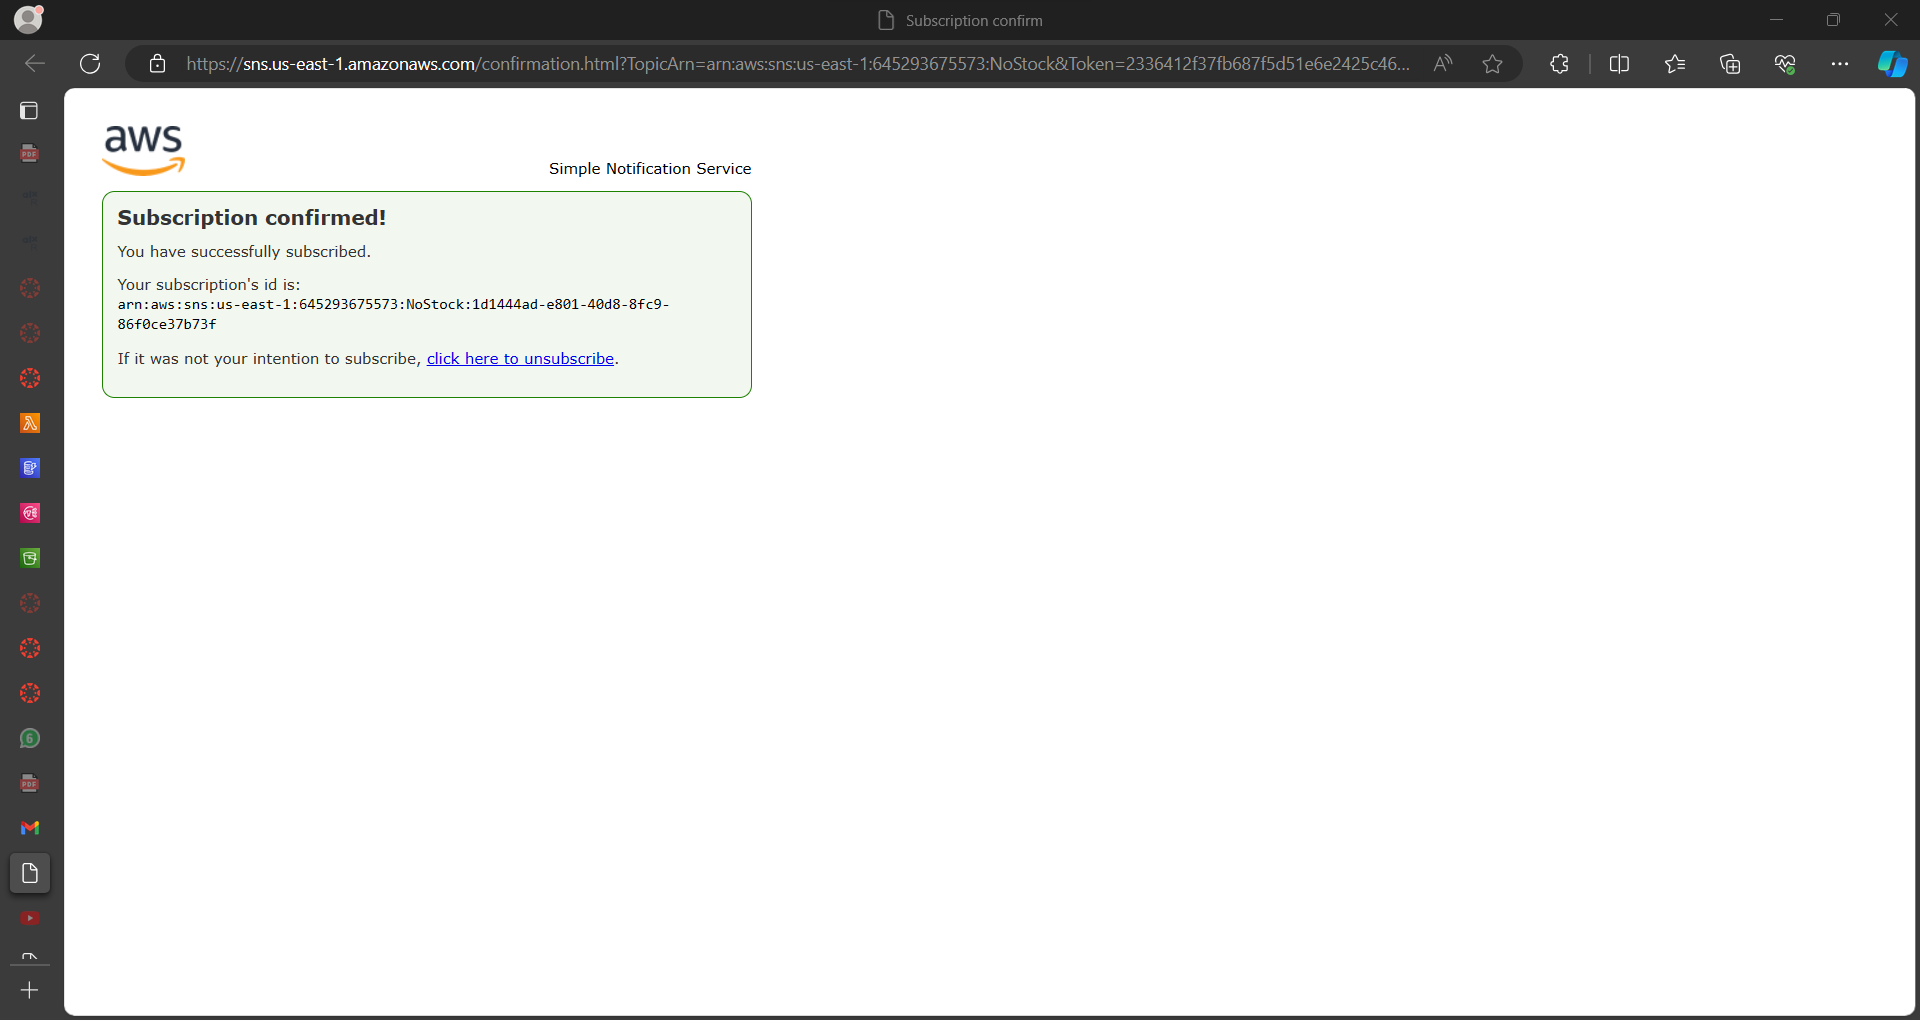 Subscription confirm
https://sns.us-east-1.amazonaws.com/confirmation.html?TopicArn=arn:aws:sns:us-east-1:645293675573:NoStock&Token=2336412f37fb687f5d51e6e2425c46...
aws
Simple Notification Service
Subscription confirmed!
You have successfully subscribed.
Your subscription's id is:
arn:aws:sns:us-east-1:645293675573:NoStock:1d1444ad-e801-40d8-8fc9-
86f0ce37b73f
If it was not your intention to subscribe, click here to unsubscribe.
PDF
6
PDF